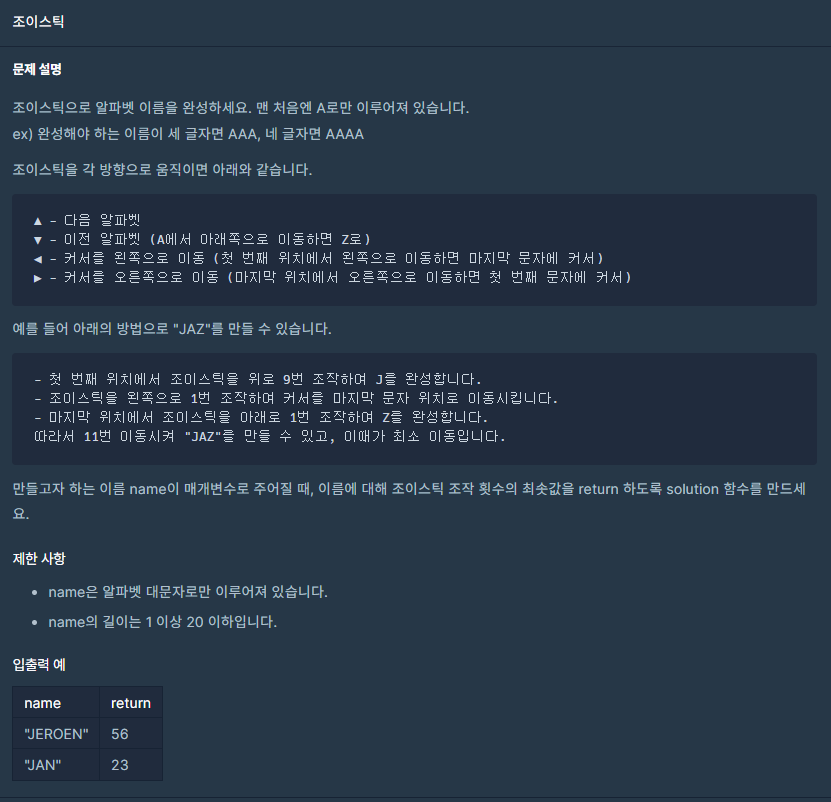 조이스틱
문제 설명
조이스틱으로 알파벳 이름을 완성하세요. 맨 처음엔 A로만 이루어져 있습니다.
ex) 완성해야 하는 이름이 세 글자면 AAA, 네 글자면 AAAA
조이스틱을 각 방향으로 움직이면 아래와 같습니다.
▲ - 다음 알파벳
▼ - 이전 알파벳 (A에서 아래쪽으로 이동하면 Z로)
◀ - 커서를 왼쪽으로 이동 (첫 번째 위치에서 왼쪽으로 이동하면 마지막 문자에 커서)
▶ - 커서를 오른쪽으로 이동 (마지막 위치에서 오른쪽으로 이동하면 첫 번째 문자에 커서)
예를 들어 아래의 방법으로 "JAZ"를 만들 수 있습니다.
- 첫 번째 위치에서 조이스틱을 위로 9번 조작하여 J를 완성합니다.
- 조이스틱을 왼쪽으로 1번 조작하여 커서를 마지막 문자 위치로 이동시킵니다.
- 마지막 위치에서 조이스틱을 아래로 1번 조작하여 Z를 완성합니다.
따라서 11번 이동시켜 "JAZ"를 만들 수 있고, 이때가 최소 이동입니다.
만들고자 하는 이름 name이 매개변수로 주어질 때, 이름에 대해 조이스틱 조작 횟수의 최솟값을 return 하도록 solution 함수를 만드세
요.
제한 사항
• name은 알파벳 대문자로만 이루어져 있습니다.
• name의 길이는 1 이상 20 이하입니다.
입출력 예
name return
"JEROEN" 56
"JAN" 23